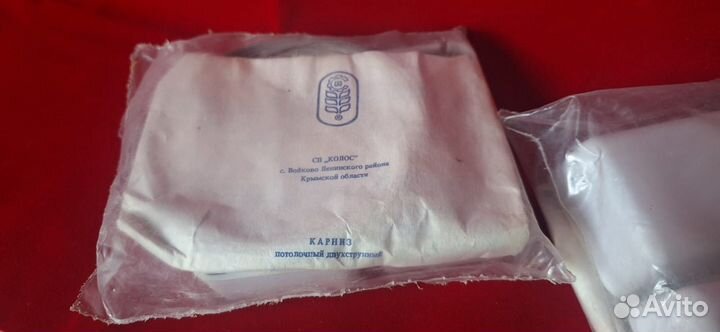 ®
СП „КОЛОС"
с. Войково Ленинского района
Крымской области
КАРНИЗ
потолочный двухструнный
Avito